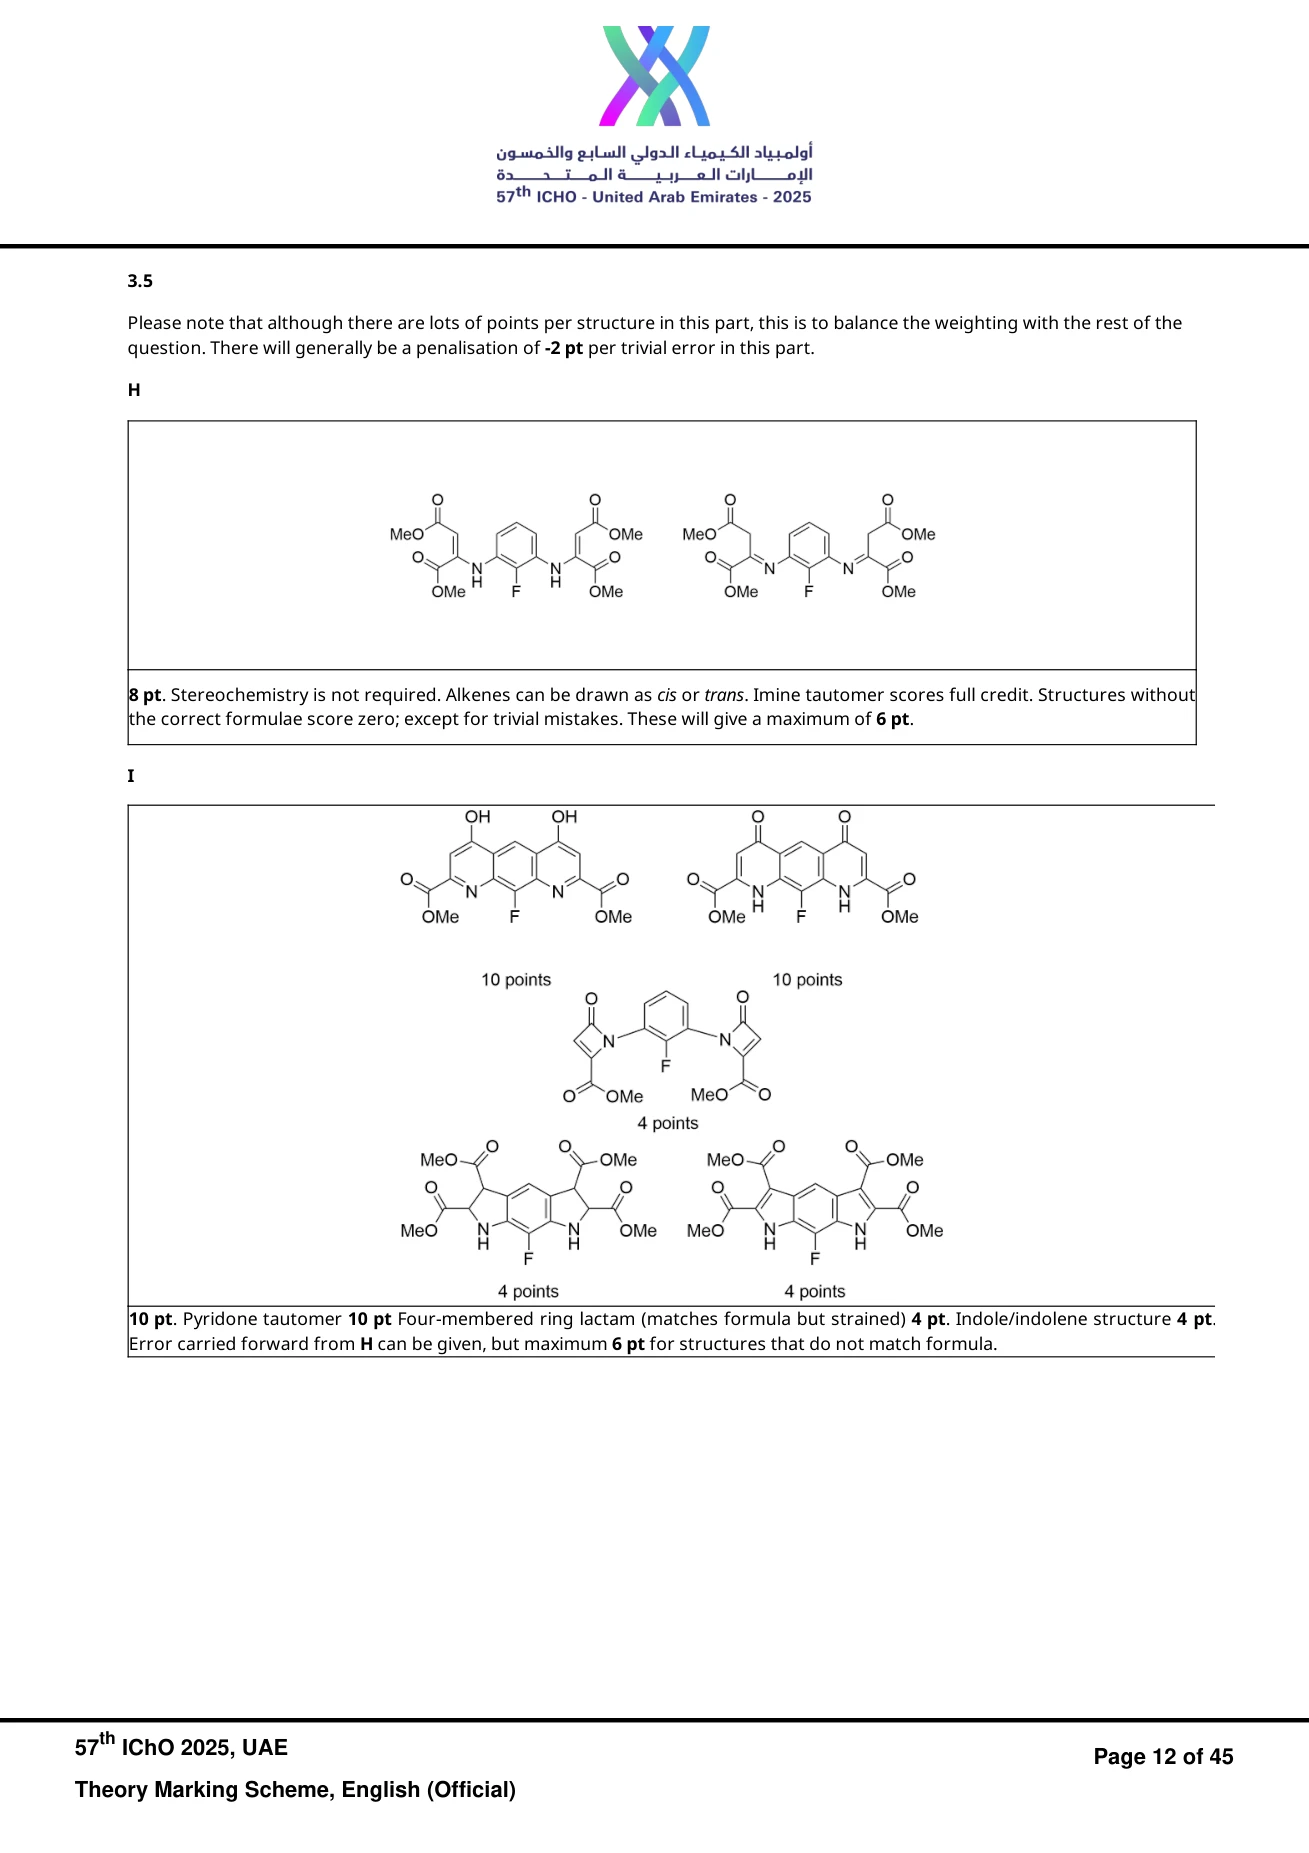 أولمبياد الكيمياء الدولي السابع والخمسون
الإمارات العربية المتحدة
57th ICHO - United Arab Emirates - 2025
3.5
Please note that although there are lots of points per structure in this part, this is to balance the weighting with the rest of the
question. There will generally be a penalisation of -2 pt per trivial error in this part.
H
O O O O
MeO OMe MeO OMe
O N H N H O O N N O
OMe F OMe OMe F OMe
8 pt. Stereochemistry is not required. Alkenes can be drawn as cis or trans. Imine tautomer scores full credit. Structures without
the correct formulae score zero; except for trivial mistakes. These will give a maximum of 6 pt.
I
OH OH O O
O N N O O N H N H O
OMe F OMe OMe F OMe
10 points 10 points
O O
N N
F
O OMe MeO O
4 points
O O O O
MeO OMe MeO OMe
O O O O
MeO N H N H OMe MeO N H N H OMe
F F
4 points 4 points
10 pt. Pyridone tautomer 10 pt Four-membered ring lactam (matches formula but strained) 4 pt. Indole/indolene structure 4 pt.
Error carried forward from H can be given, but maximum 6 pt for structures that do not match formula.
57th IChO 2025, UAE
Page 12 of 45
Theory Marking Scheme, English (Official)